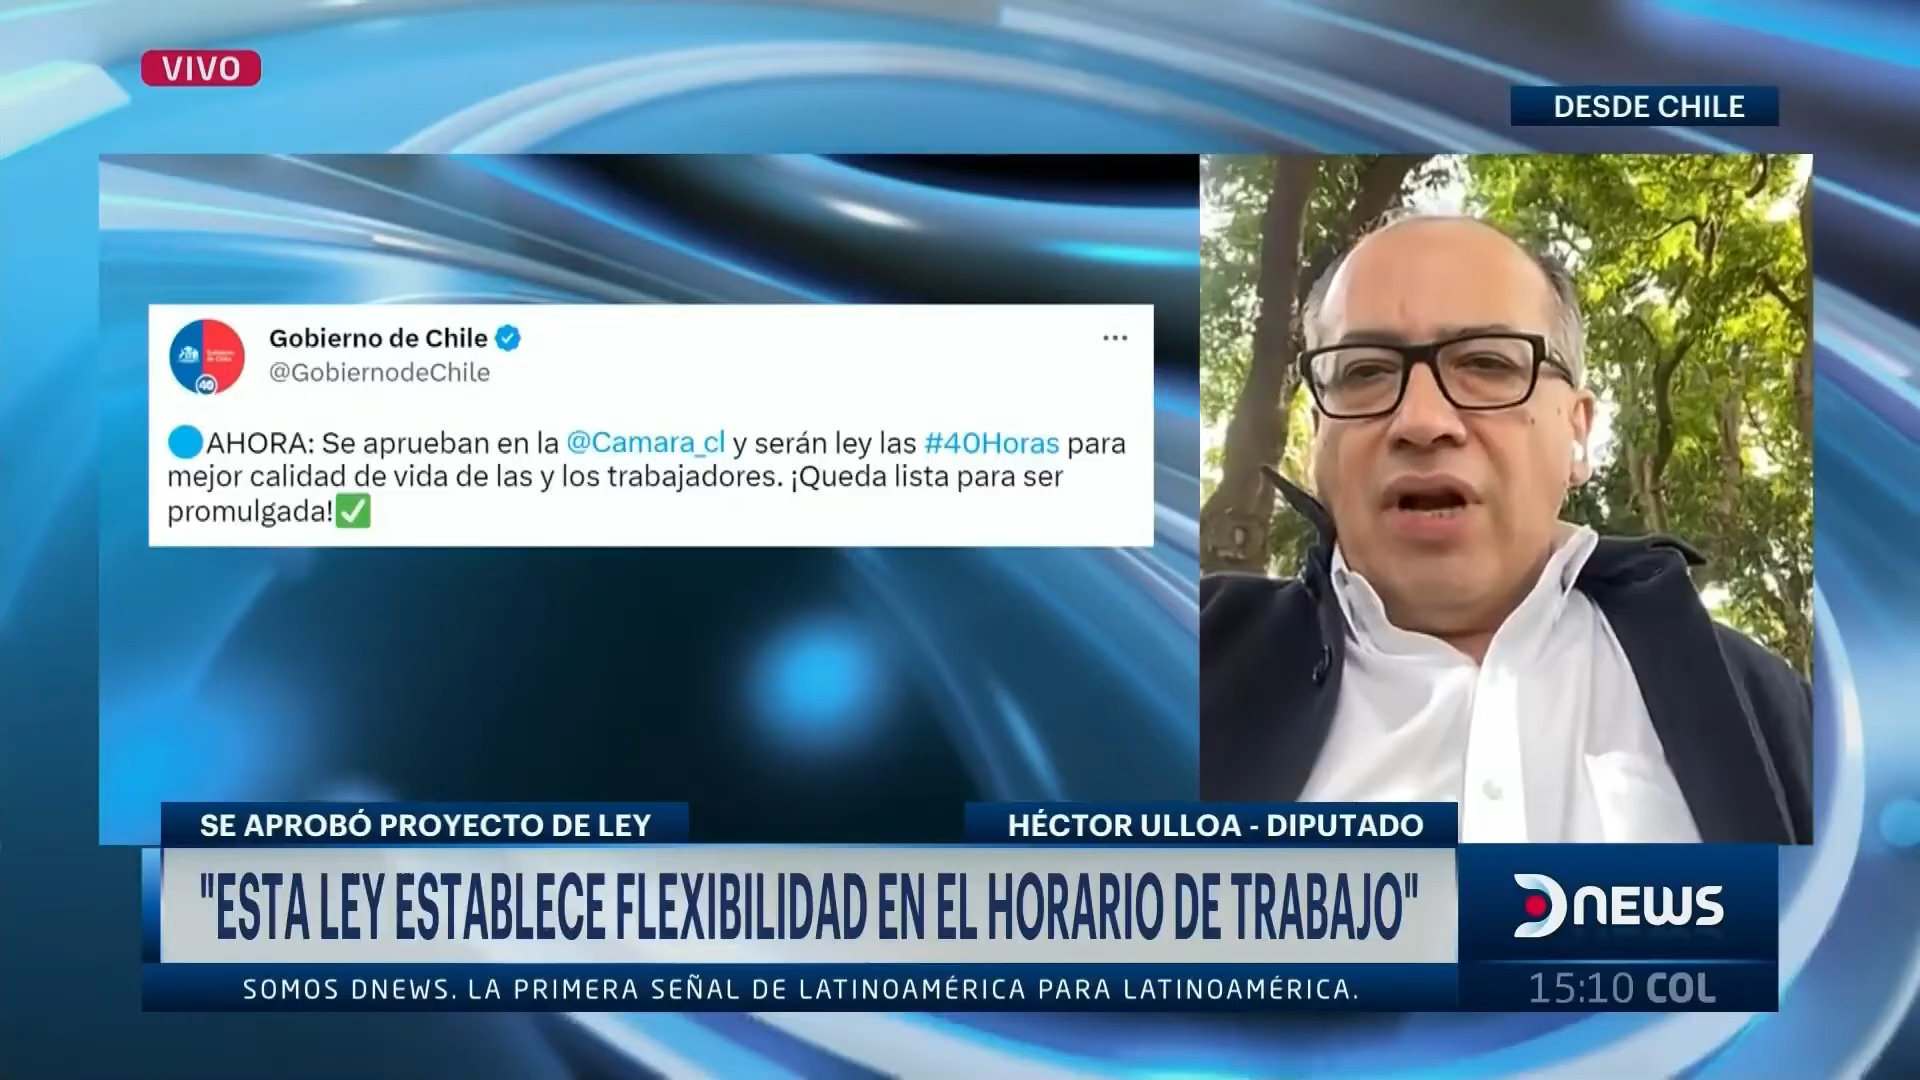 VIVO
DESDE CHILE
Gobierno de Chile
@GobiernodeChile
40
AHORA: Se aprueban en la @Camara_cl y serán ley las #40Horas para
mejor calidad de vida de las y los trabajadores. ¡Queda lista para ser
promulgada!
SE APROBÓ PROYECTO DE LEY
HÉCTOR ULLOA - DIPUTADO
"ESTA LEY ESTABLECE FLEXIBILIDAD EN EL HORARIO DE TRABAJO"
DNEWS
SOMOS DNEWS. LA PRIMERA SEÑAL DE LATINOAMÉRICA PARA LATINOAMÉRICA.
15:10 COL